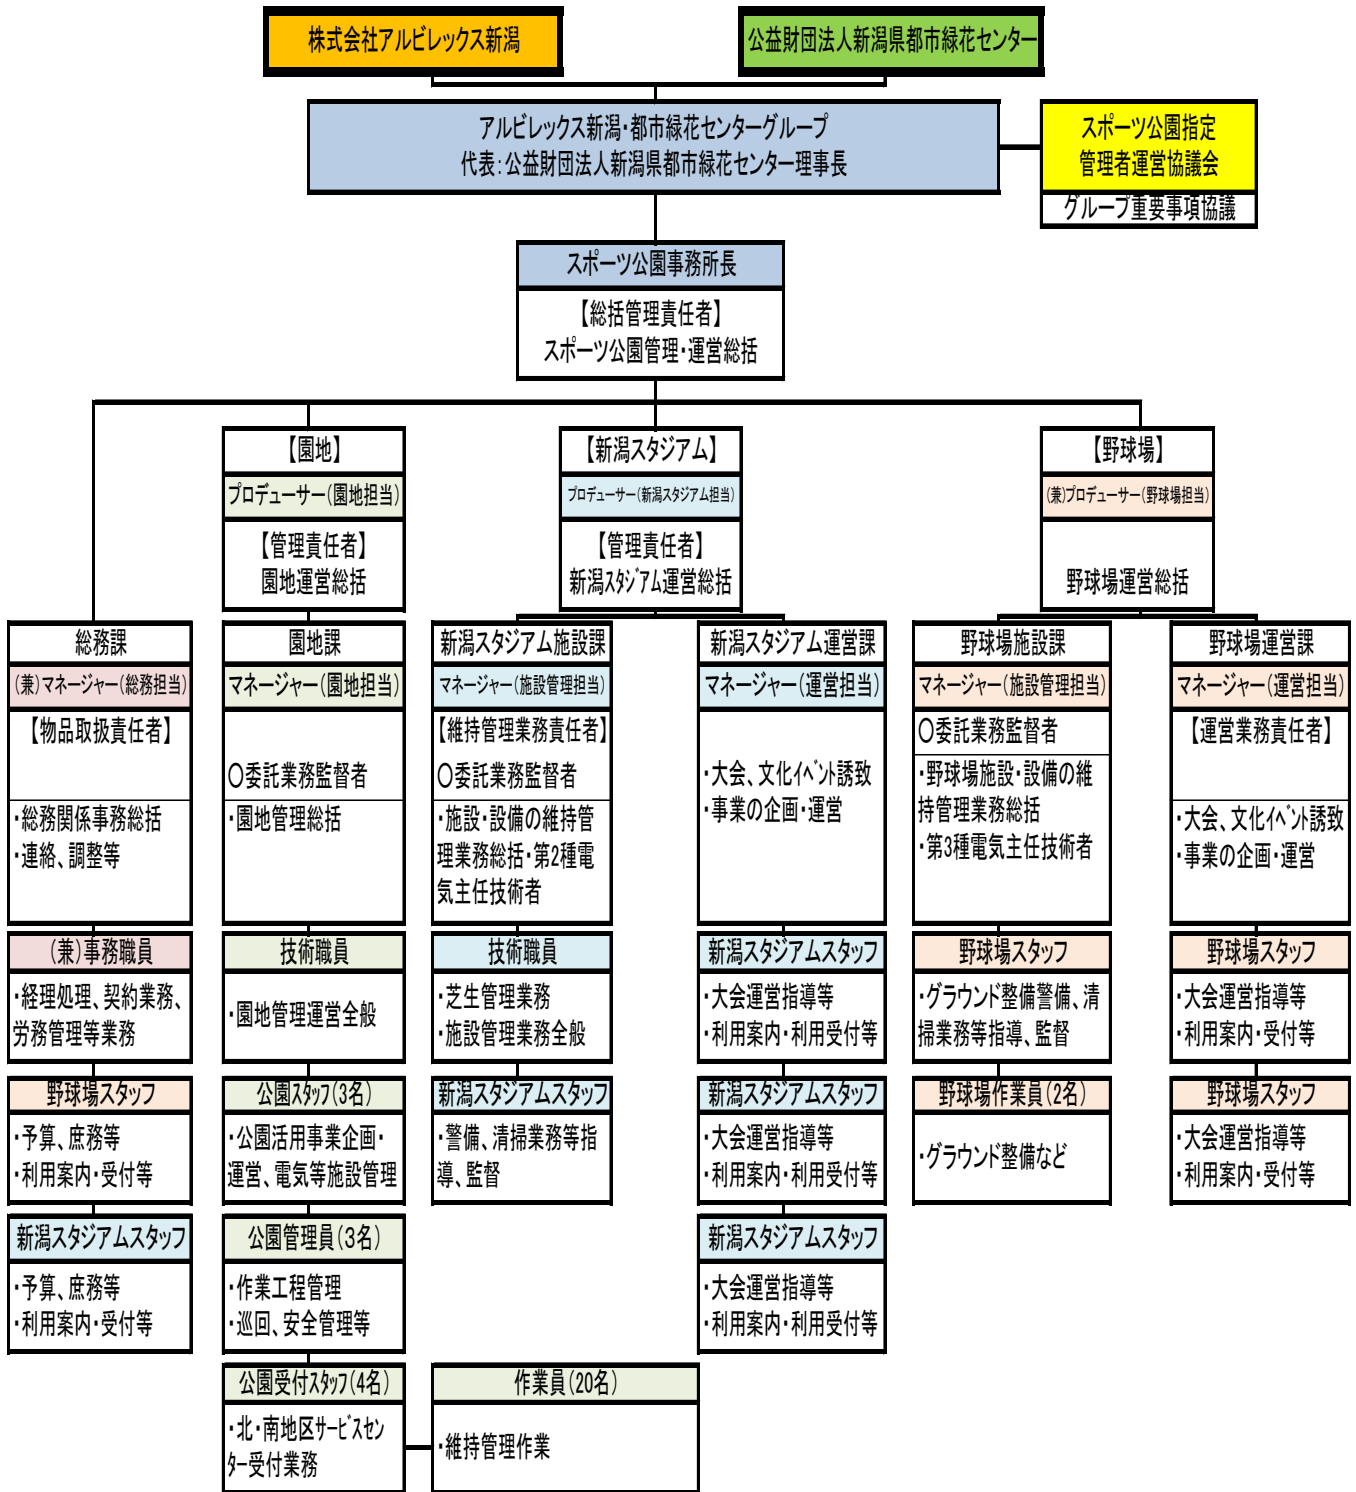 株式会社アルビレックス新潟
公益財団法人新潟県都市緑花センター
アルビレックス新潟・都市緑花センターグループ
代表：公益財団法人新潟県都市緑花センター理事長
スポーツ公園指定
管理者運営協議会
グループ重要事項協議
スポーツ公園事務所長
【総括管理責任者】
スポーツ公園管理・運営総括
【園地】
プロデューサー（園地担当）
【管理責任者】
園地運営総括
【新潟スタジアム】
プロデューサー（新潟スタジアム担当）
【管理責任者】
新潟ｽﾀｼﾞｱﾑ運営総括
【野球場】
（兼）プロデューサー（野球場担当）
野球場運営総括
総務課
（兼）マネージャー（総務担当）
【物品取扱責任者】
・総務関係事務総括
・連絡、調整等
（兼）事務職員
・経理処理、契約業務、
労務管理等業務
野球場スタッフ
・予算、庶務等
・利用案内・受付等
新潟スタジアムスタッフ
・予算、庶務等
・利用案内・受付等
園地課
マネージャー（園地担当）
〇委託業務監督者
・園地管理総括
技術職員
・園地管理運営全般
公園ｽﾀｯﾌ（3名）
・公園活用事業企画・
運営、電気等施設管理
公園管理員（3名）
・作業工程管理
・巡回、安全管理等
公園受付ｽﾀｯﾌ（4名）
・北・南地区ｻｰﾋﾞｽｾﾝ
ﾀｰ受付業務
作業員（20名）
・維持管理作業
新潟スタジアム施設課
マネージャー（施設管理担当）
【維持管理業務責任者】
〇委託業務監督者
・施設・設備の維持管
理業務総括・第2種電
気主任技術者
技術職員
・芝生管理業務
・施設管理業務全般
新潟スタジアムスタッフ
・警備、清掃業務等指
導、監督
新潟スタジアム運営課
マネージャー（運営担当）
・大会、文化ｲﾍﾞﾝﾄ誘致
・事業の企画・運営
新潟スタジアムスタッフ
・大会運営指導等
・利用案内・利用受付等
新潟スタジアムスタッフ
・大会運営指導等
・利用案内・利用受付等
新潟スタジアムスタッフ
・大会運営指導等
・利用案内・利用受付等
野球場施設課
マネージャー（施設管理担当）
〇委託業務監督者
・野球場施設・設備の維
持管理業務総括
・第3種電気主任技術者
野球場スタッフ
・グラウンド整備警備、清
掃業務等指導、監督
野球場作業員（2名）
・グラウンド整備など
野球場運営課
マネージャー（運営担当）
【運営業務責任者】
・大会、文化ｲﾍﾞﾝﾄ誘致
・事業の企画・運営
野球場スタッフ
・大会運営指導等
・利用案内・受付等
野球場スタッフ
・大会運営指導等
・利用案内・受付等